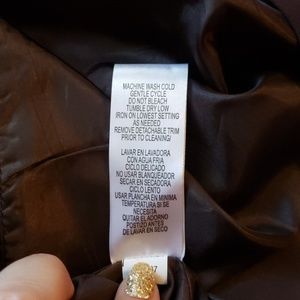 MACHINE WASH COLD
GENTLE CYCLE
DO NOT BLEACH
TUMBLE DRY LOW
IRON ON LOWEST SETTING
AS NEEDED
REMOVE DETACHABLE TRIM
PRIOR TO CLEANING/
LAVAR EN LAVADORA
CON AGUA FRIA
CICLO DELICADO
NO USAR BLANQUEADOR
SECAR EN SECADORA
CICLO LENTO
USAR PLANCHA EN MINIMA
TEMPERATURA SI SE
NECESITA
QUITAR EL ADORNO
POSTIZO ANTES
DE LAVAR EN SECO